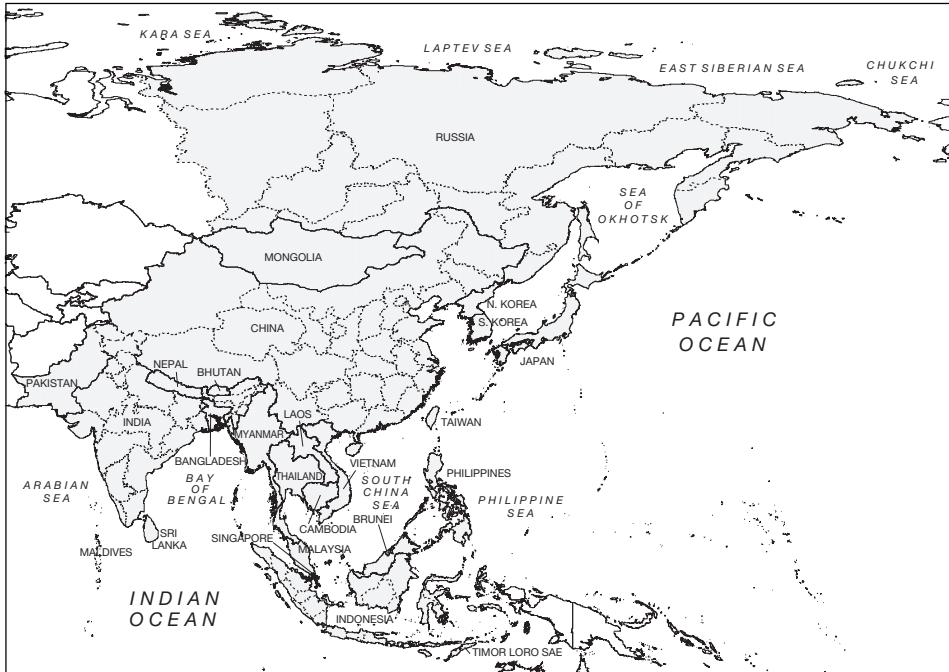 KARA SEA
LAPTEV SEA
EAST SIBERIAN SEA
CHUKCHI
SEA
RUSSIA
SEA
OF
OKHOTSK
MONGOLIA
N. KOREA
S. KOREA
CHINA
JAPAN
PACIFIC
OCEAN
NEPAL
BHUTAN
PAKISTAN
INDIA
LAOS
MYANMAR
TAIWAN
BANGLADESH
VIETNAM
THAILAND
PHILIPPINES
ARABIAN
SEA
BAY
OF
BENGAL
SOUTH
CHINA
SEA
PHILIPPINE
SEA
BRUNEI
CAMBODIA
SRI
LANKA
SINGAPORE
MALAYSIA
MALDIVES
INDIAN
OCEAN
INDONESIA
TIMOR LORO SAE